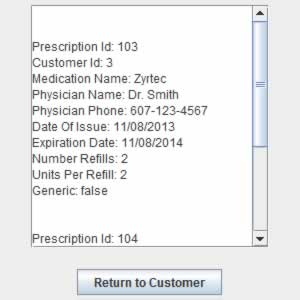 Prescription Id: 103
Customer Id: 3
Medication Name: Zyrtec
Physician Name: Dr. Smith
Physician Phone: 607-123-4567
Date Of Issue: 11/08/2013
Expiration Date: 11/08/2014
Number Refills: 2
Units Per Refill: 2
Generic: false
Prescription Id: 104
Return to Customer